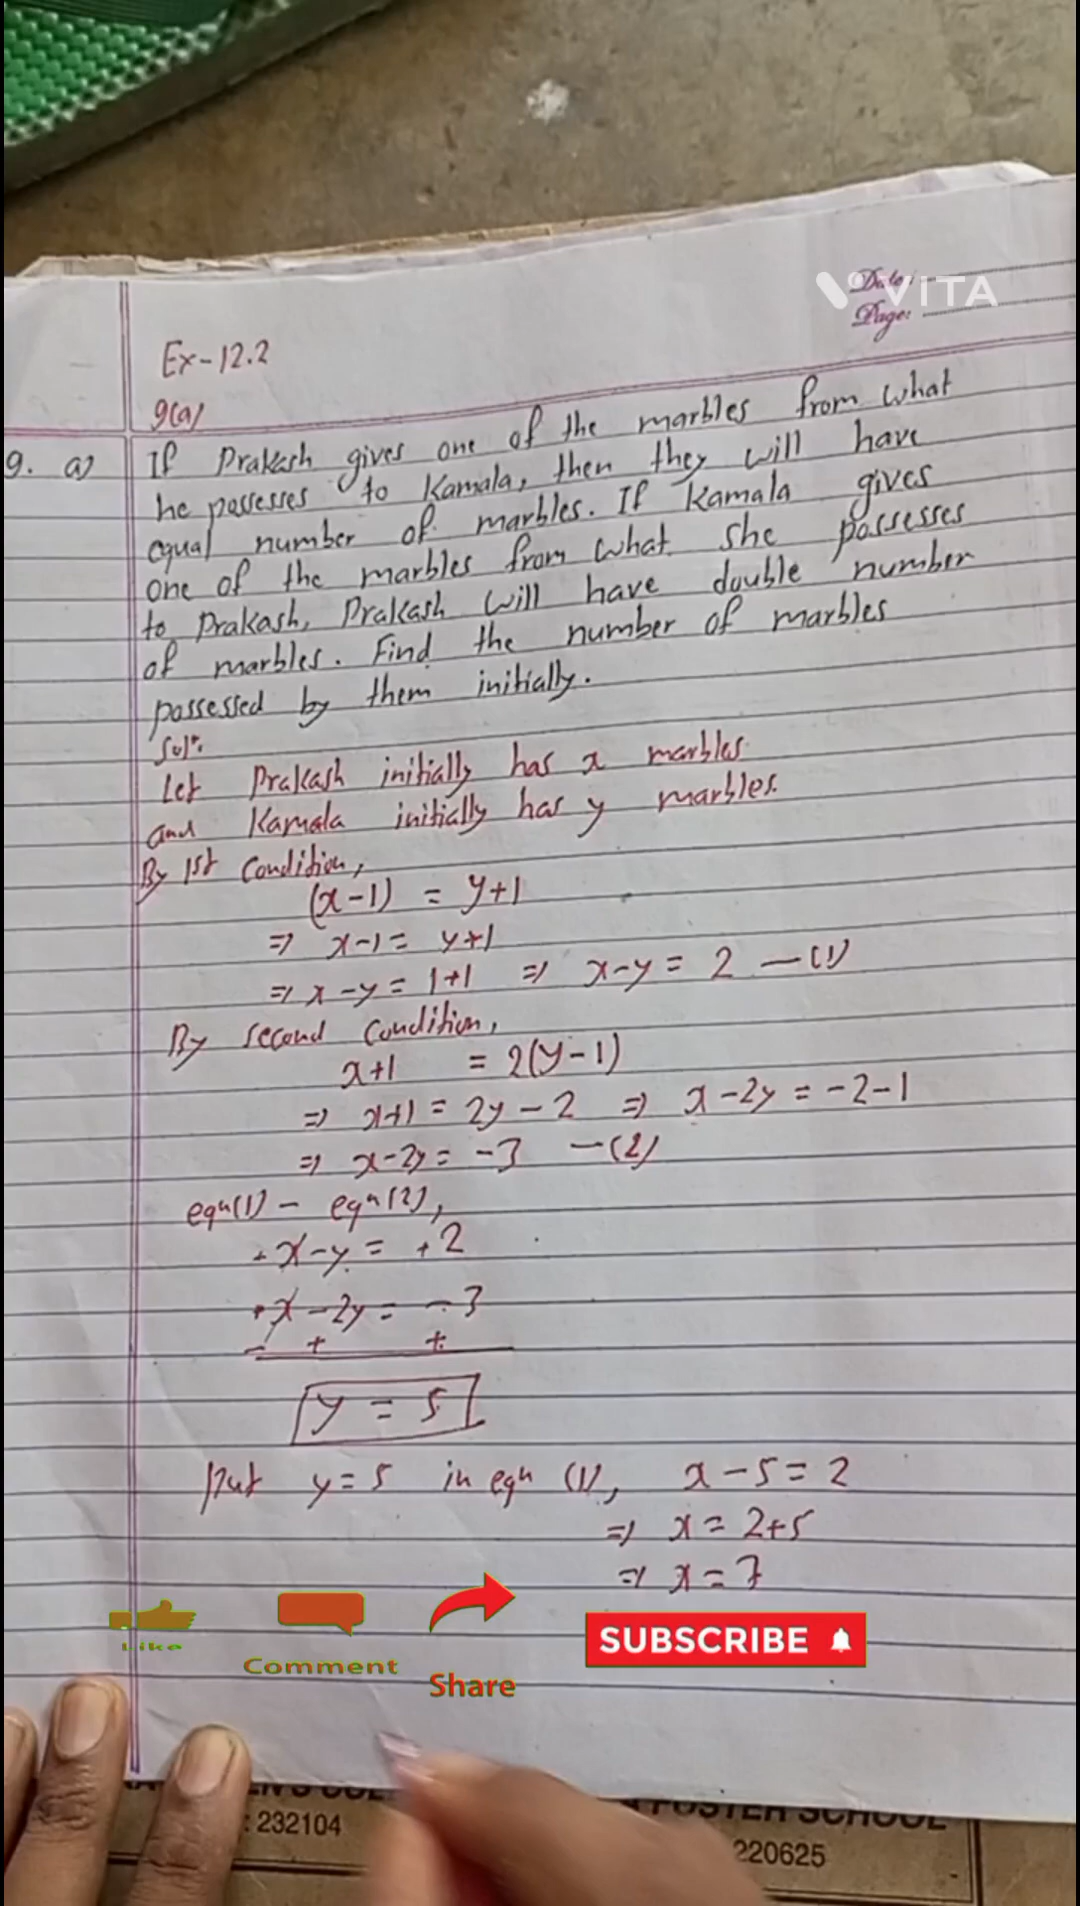 VITA
Date:
Page:
Ex-12.2
9(a)
9. a) If Prakash gives one of the marbles from what
he possesses to Kamala, then they will have
equal number of marbles. If Kamala gives
one of the marbles from what she possesses
to Prakash, Prakash will have double number
of marbles. Find the number of marbles
possessed by them initially.
Solⁿ.
Let Prakash initially has x marbles
and Kamala initially has y marbles.
By 1st Condition,
(x-1) = y+1
⇒ x-1 = y+1
⇒ x-y = 1+1 ⇒ x-y = 2 —(1)
By second condition,
x+1 = 2(y-1)
⇒ x+1 = 2y-2 ⇒ x-2y = -2-1
⇒ x-2y = -3 —(2)
eqn(1) - eqn(2),
+x-y = +2
+x-2y = -3
- + +
y = 5
Put y=5 in eqn (1), x-5=2
⇒ x = 2+5
⇒ x = 7
Like
Comment
Share
SUBSCRIBE
: 232104
FOSTER SCHOOL
220625